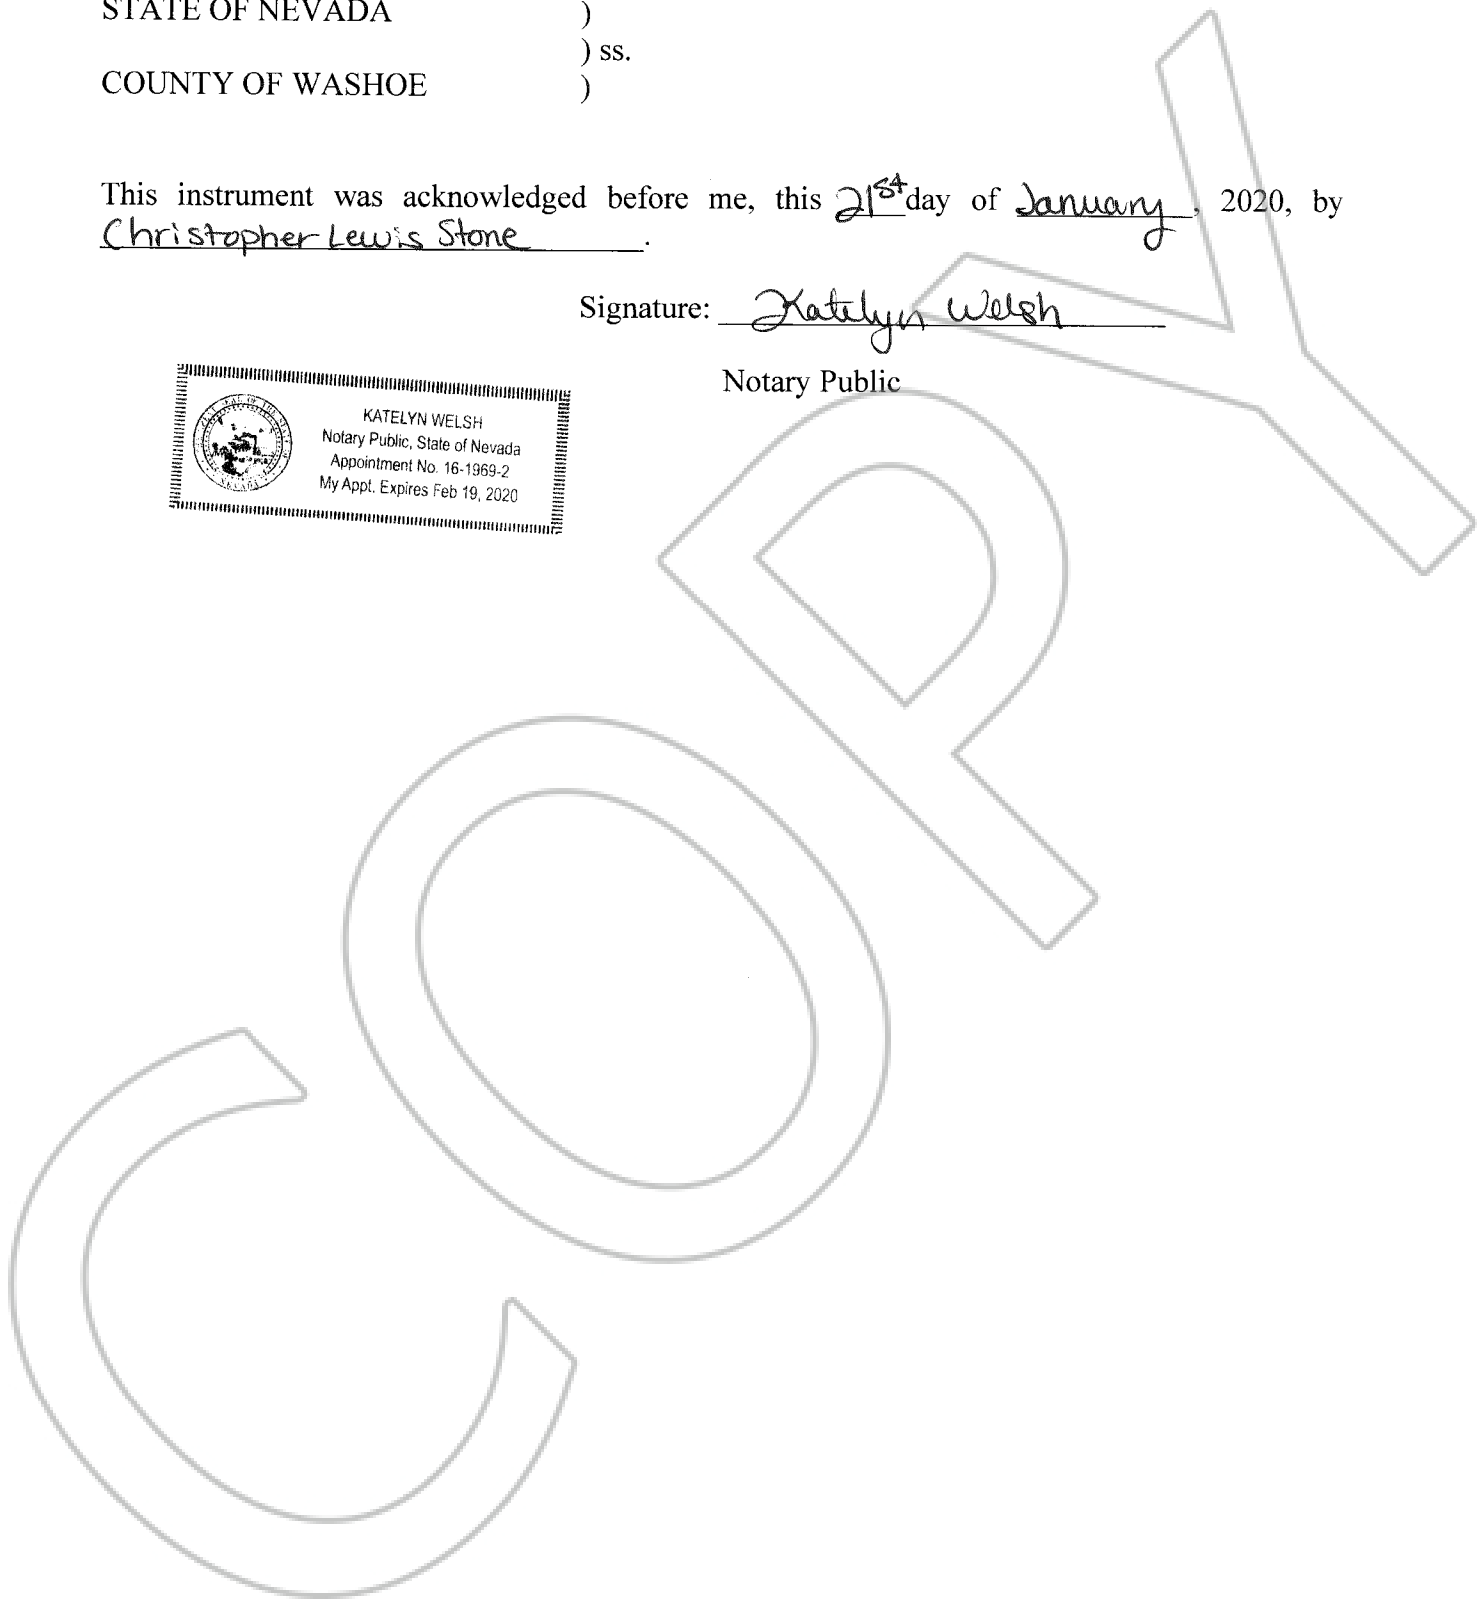 STATE OF NEVADA )
) ss.
COUNTY OF WASHOE )
This instrument was acknowledged before me, this 21st day of January, 2020, by
Christopher Lewis Stone.
Signature: Katelyn Welsh
Notary Public
KATELYN WELSH
Notary Public, State of Nevada
Appointment No. 16-1969-2
My Appt. Expires Feb 19, 2020
COPY